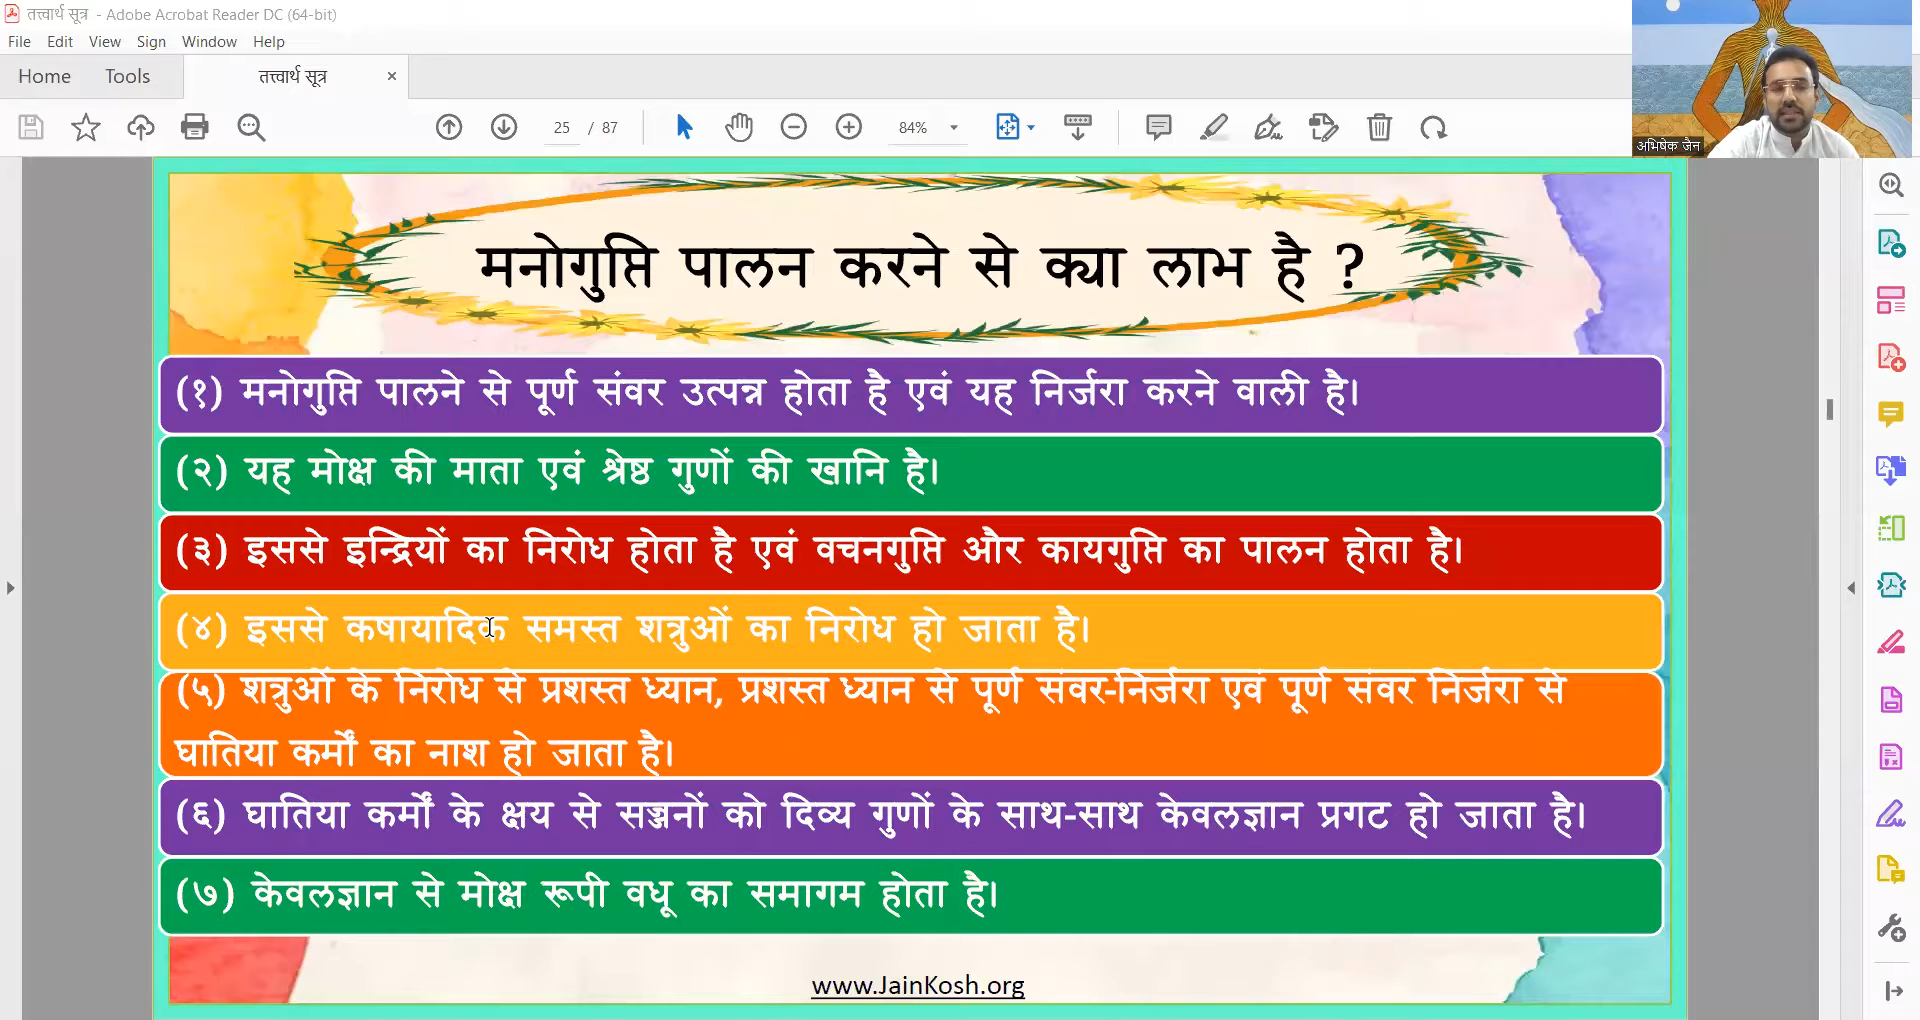 तत्त्वार्थ सूत्र - Adobe Acrobat Reader DC (64-bit)
File Edit View Sign Window Help
Home Tools तत्त्वार्थ सूत्र ×
25 / 87 84%
अभिषेक जैन
मनोगुप्ति पालन करने से क्या लाभ है ?
(१) मनोगुप्ति पालने से पूर्ण संवर उत्पन्न होता है एवं यह निर्जरा करने वाली है।
(२) यह मोक्ष की माता एवं श्रेष्ठ गुणों की खानि है।
(३) इससे इन्द्रियों का निरोध होता है एवं वचनगुप्ति और कायगुप्ति का पालन होता है।
(४) इससे कषायादिक समस्त शत्रुओं का निरोध हो जाता है।
(५) शत्रुओं के निरोध से प्रशस्त ध्यान, प्रशस्त ध्यान से पूर्ण संवर-निर्जरा एवं पूर्ण संवर निर्जरा से
घातिया कर्मों का नाश हो जाता है।
(६) घातिया कर्मों के क्षय से सज्जनों को दिव्य गुणों के साथ-साथ केवलज्ञान प्रगट हो जाता है।
(७) केवलज्ञान से मोक्ष रूपी वधू का समागम होता है।
www.JainKosh.org